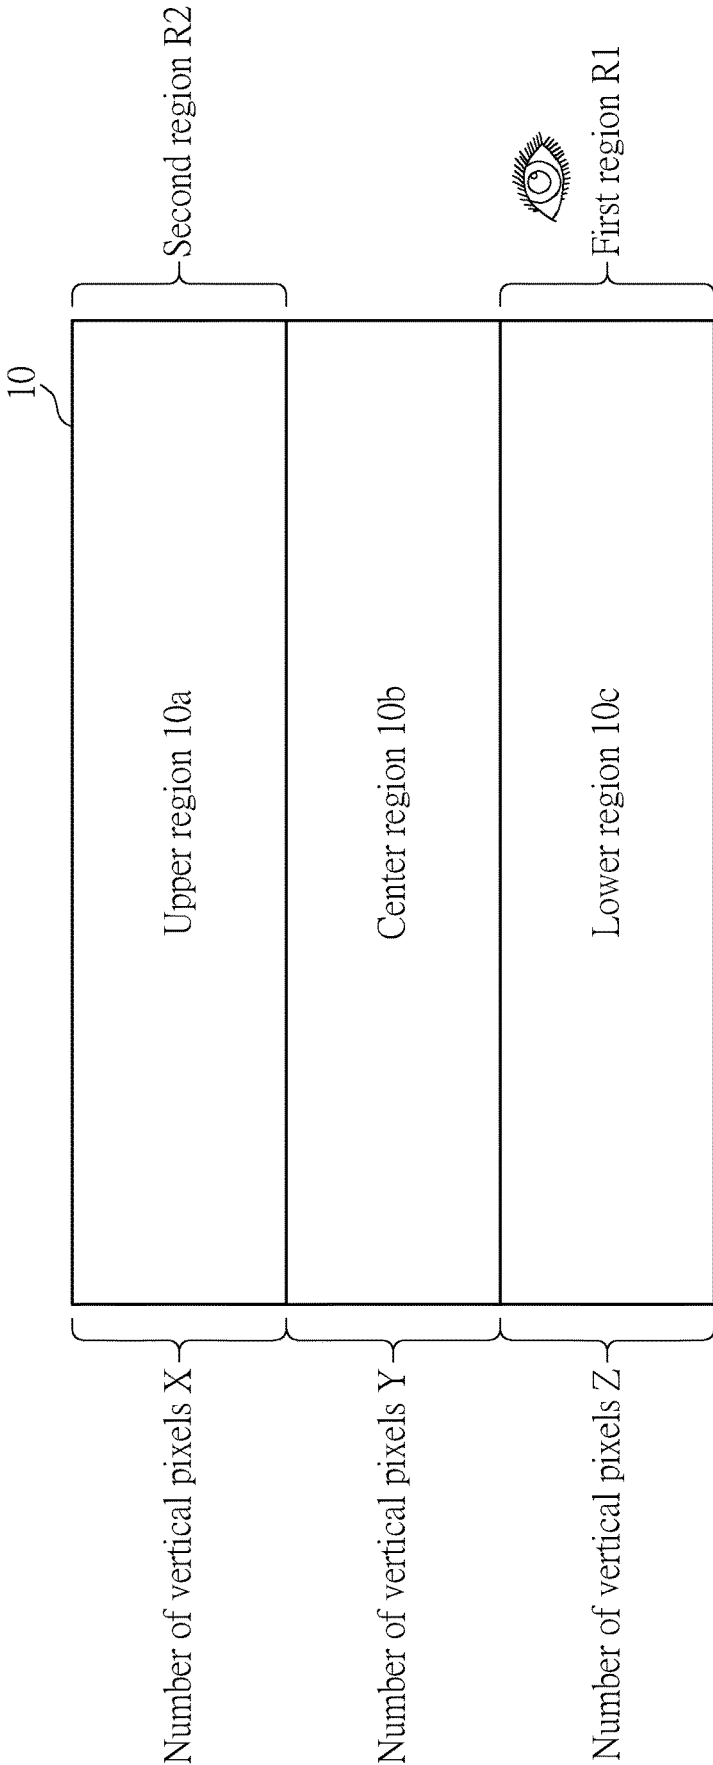 10
Number of vertical pixels X
Upper region 10a
Second region R2
Number of vertical pixels Y
Center region 10b
Number of vertical pixels Z
Lower region 10c
First region R1